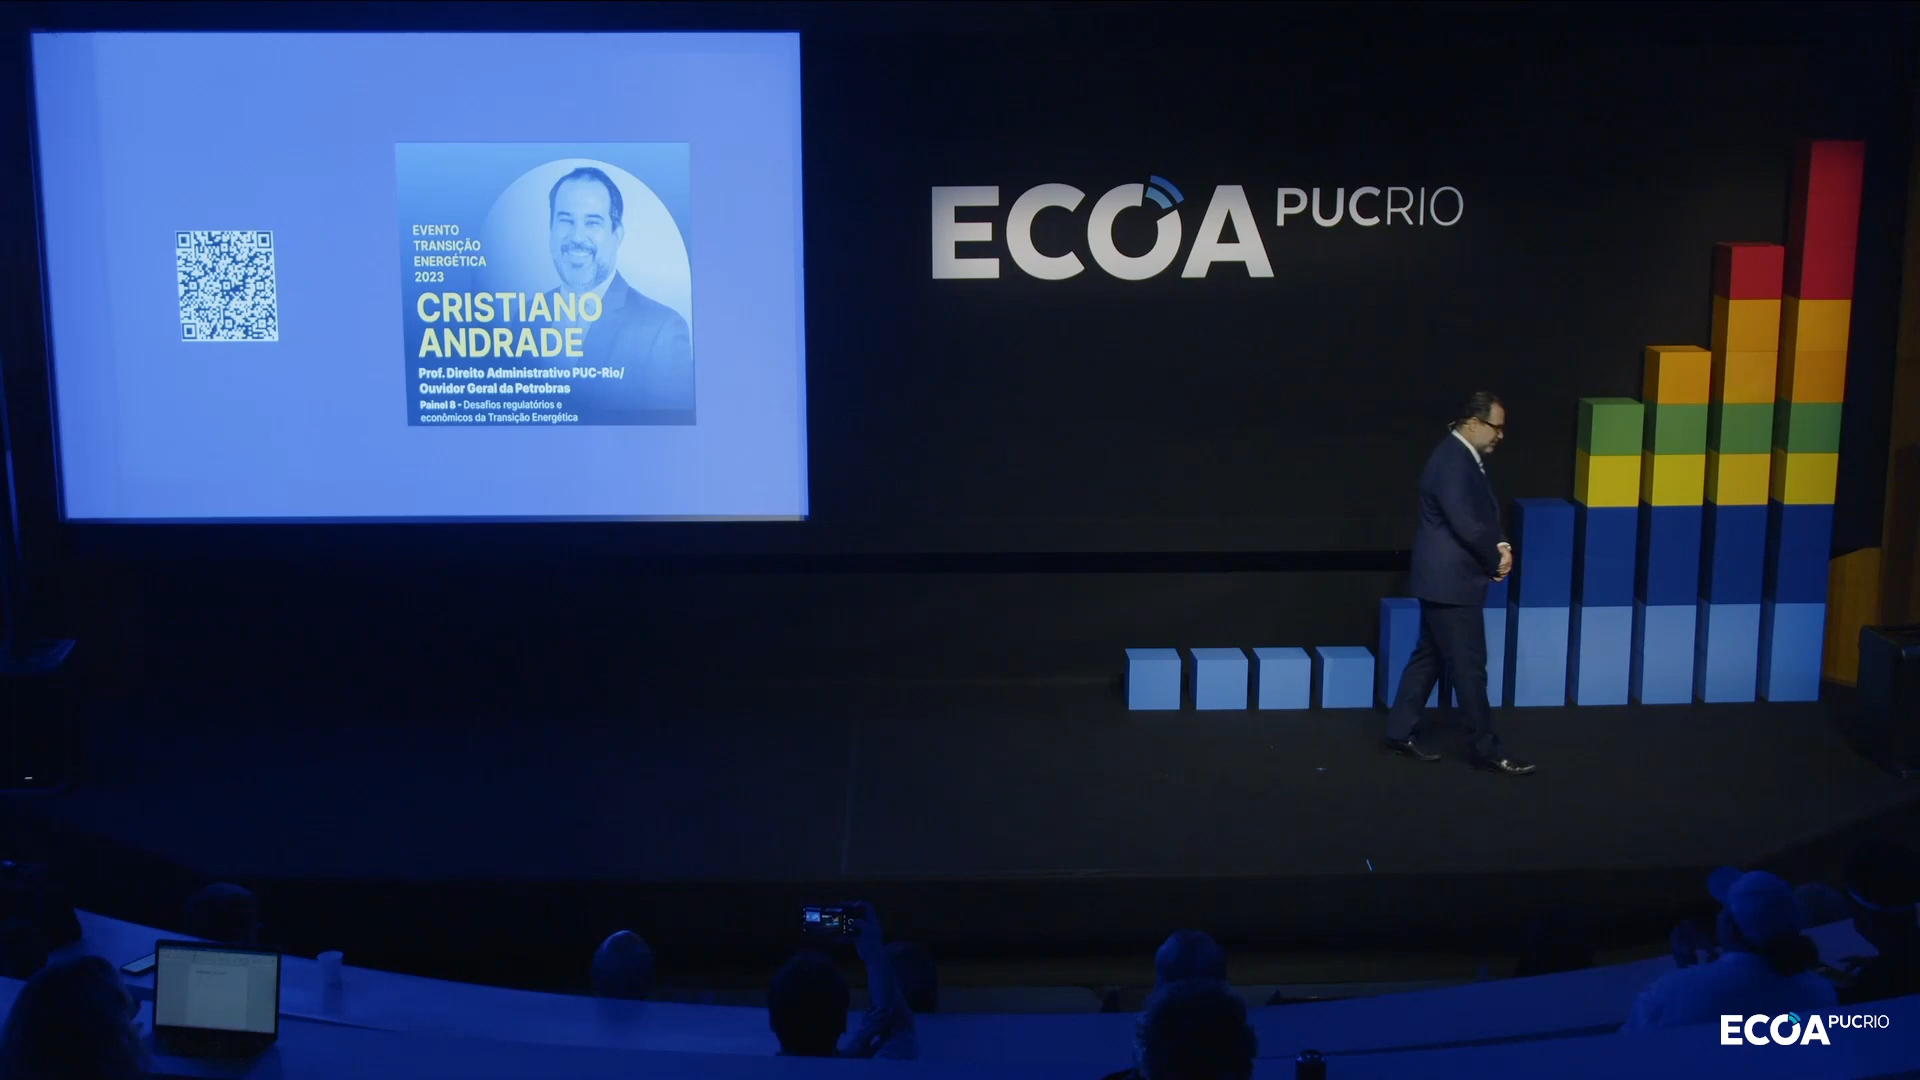 EVENTO
TRANSIÇÃO
ENERGÉTICA
2023
CRISTIANO
ANDRADE
Prof. Direito Administrativo PUC-Rio/
Ouvidor Geral da Petrobras
Painel 8 - Desafios regulatórios e
econômicos da Transição Energética
ECOA PUCRIO
ECOA PUCRIO